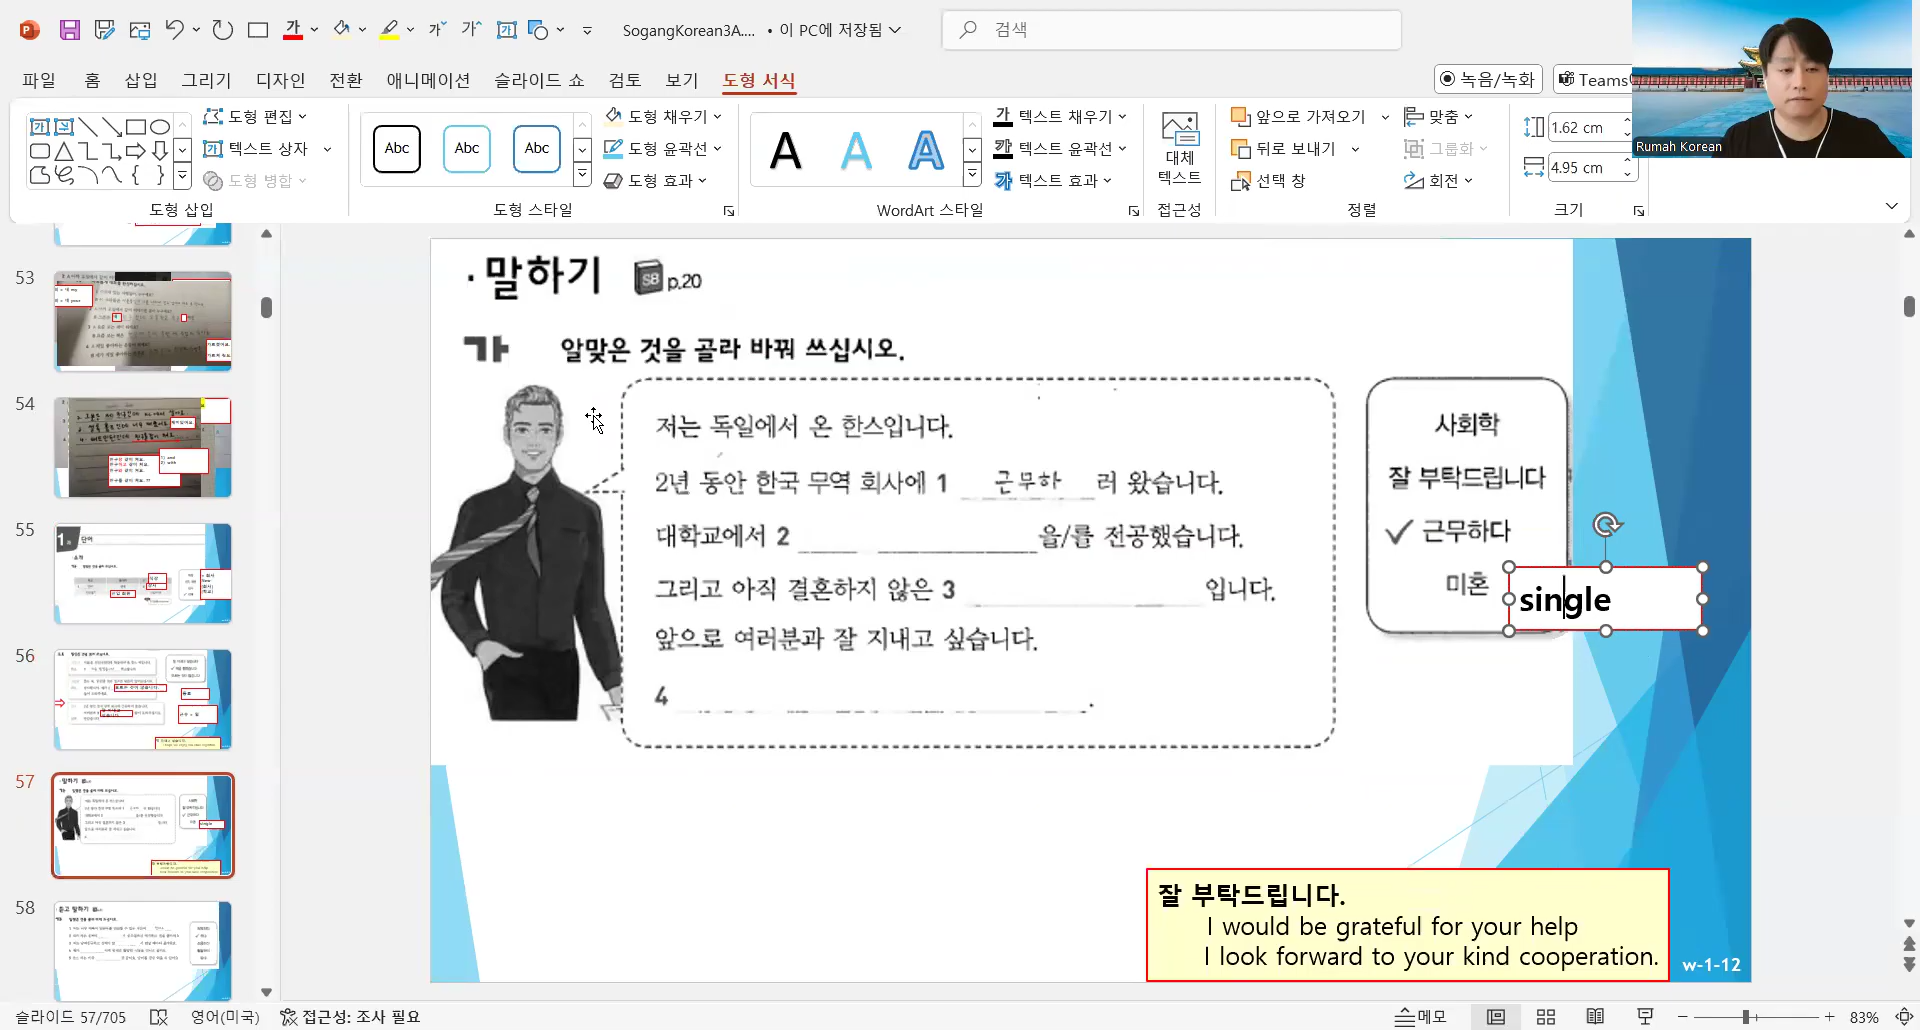 SogangKorean3A.... • 이 PC에 저장됨
검색
파일 홈 삽입 그리기 디자인 전환 애니메이션 슬라이드 쇼 검토 보기 도형 서식
녹음/녹화 Teams
도형 편집
텍스트 상자
도형 병합
도형 삽입
Abc Abc Abc
도형 채우기
도형 윤곽선
도형 효과
도형 스타일
A A A
텍스트 채우기
텍스트 윤곽선
텍스트 효과
WordArt 스타일
대체
텍스트
접근성
앞으로 가져오기
뒤로 보내기
선택 창
맞춤
그룹화
회전
정렬
1.62 cm
4.95 cm
크기
Rumah Korean
53
54
55
56
57
58
· 말하기 SB p.20
가 알맞은 것을 골라 바꿔 쓰십시오.
저는 독일에서 온 한스입니다.
2년 동안 한국 무역 회사에 1 근무하 러 왔습니다.
대학교에서 2 을/를 전공했습니다.
그리고 아직 결혼하지 않은 3 입니다.
앞으로 여러분과 잘 지내고 싶습니다.
4 .
사회학
잘 부탁드립니다
✓ 근무하다
미혼
single
잘 부탁드립니다.
I would be grateful for your help
I look forward to your kind cooperation.
w-1-12
슬라이드 57/705 영어(미국) 접근성: 조사 필요
메모 83%